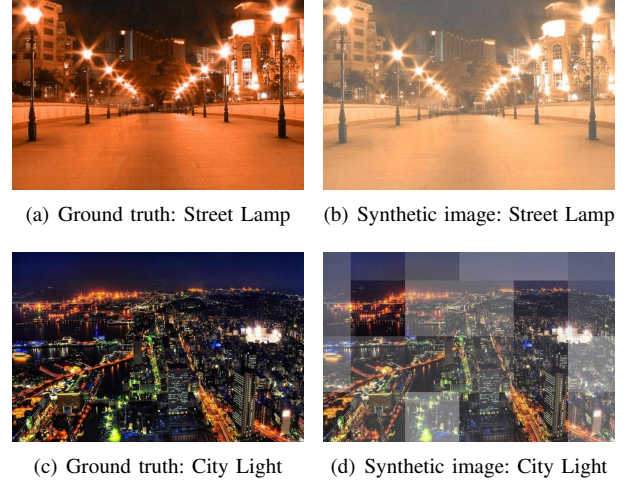 (a) Ground truth: Street Lamp
(b) Synthetic image: Street Lamp
(c) Ground truth: City Light
(d) Synthetic image: City Light